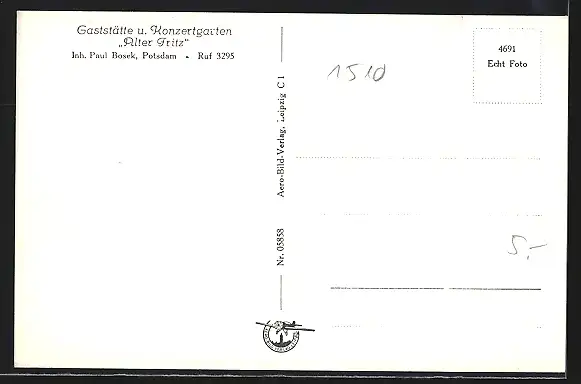 Gaststätte u. Konzertgarten
„Alter Fritz"
Inh. Paul Bosek, Potsdam • Ruf 3295
Nr. 05858 Aero-Bild-Verlag, Leipzig C 1
1510
4691
Echt Foto
5,-